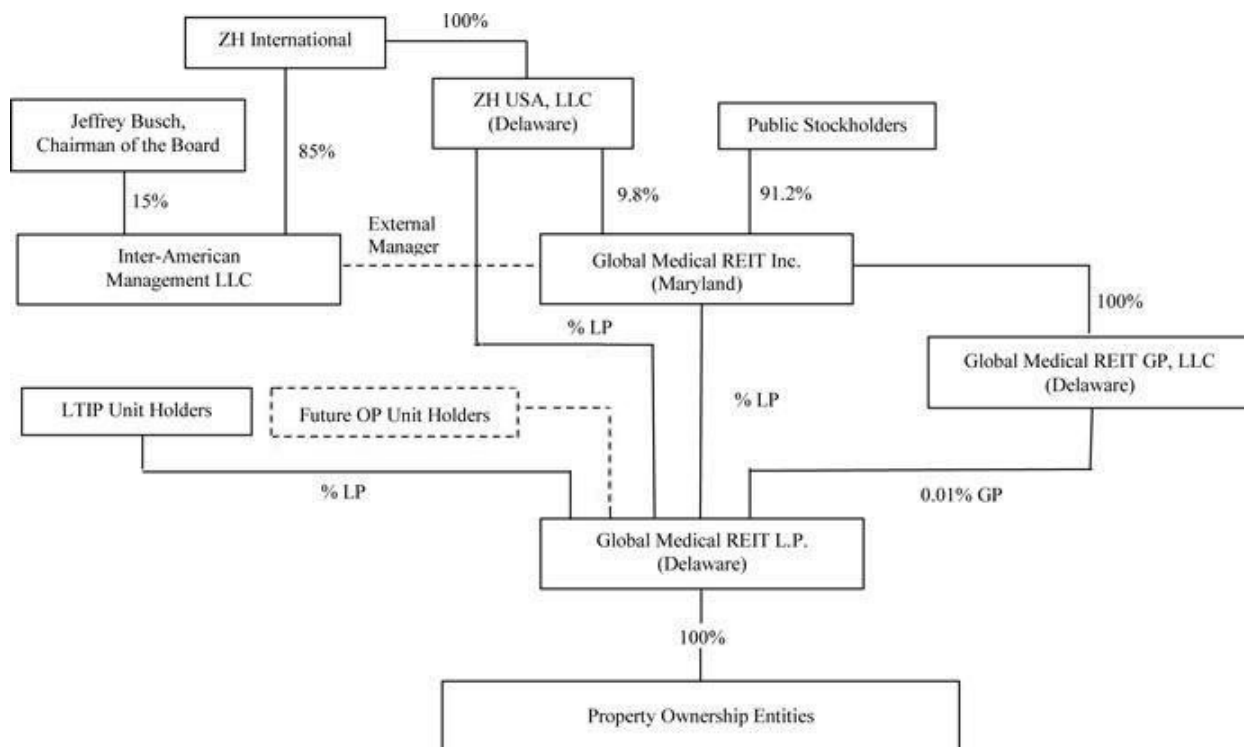 100%
ZH International
ZH USA, LLC
(Delaware)
Jeffrey Busch,
Chairman of the Board
Public Stockholders
85%
15%
9.8%
91.2%
External
Manager
Inter-American
Management LLC
Global Medical REIT Inc.
(Maryland)
100%
% LP
Global Medical REIT GP, LLC
(Delaware)
% LP
LTIP Unit Holders
Future OP Unit Holders
% LP
0.01% GP
Global Medical REIT L.P.
(Delaware)
100%
Property Ownership Entities